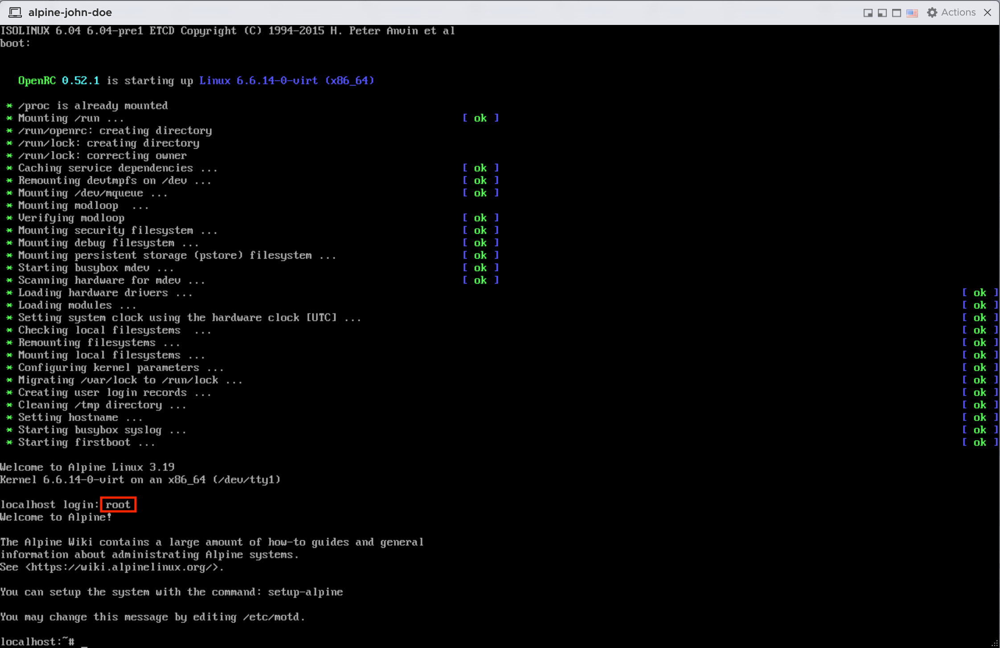 alpine-john-doe Actions
ISOLINUX 6.04 6.04-pre1 ETCD Copyright (C) 1994-2015 H. Peter Anvin et al
boot:
OpenRC 0.52.1 is starting up Linux 6.6.14-0-virt (x86_64)
* /proc is already mounted
* Mounting /run ... [ ok ]
* /run/openrc: creating directory
* /run/lock: creating directory
* /run/lock: correcting owner
* Caching service dependencies ... [ ok ]
* Remounting devtmpfs on /dev ... [ ok ]
* Mounting /dev/mqueue ... [ ok ]
* Mounting modloop  ...
* Verifying modloop [ ok ]
* Mounting security filesystem ... [ ok ]
* Mounting debug filesystem ... [ ok ]
* Mounting persistent storage (pstore) filesystem ... [ ok ]
* Starting busybox mdev ... [ ok ]
* Scanning hardware for mdev ... [ ok ]
* Loading hardware drivers ... [ ok ]
* Loading modules ... [ ok ]
* Setting system clock using the hardware clock [UTC] ... [ ok ]
* Checking local filesystems  ... [ ok ]
* Remounting filesystems ... [ ok ]
* Mounting local filesystems ... [ ok ]
* Configuring kernel parameters ... [ ok ]
* Migrating /var/lock to /run/lock ... [ ok ]
* Creating user login records ... [ ok ]
* Cleaning /tmp directory ... [ ok ]
* Setting hostname ... [ ok ]
* Starting busybox syslog ... [ ok ]
* Starting firstboot ... [ ok ]
Welcome to Alpine Linux 3.19
Kernel 6.6.14-0-virt on an x86_64 (/dev/tty1)
localhost login: root
Welcome to Alpine!
The Alpine Wiki contains a large amount of how-to guides and general
information about administrating Alpine systems.
See <https://wiki.alpinelinux.org/>.
You can setup the system with the command: setup-alpine
You may change this message by editing /etc/motd.
localhost:~# _